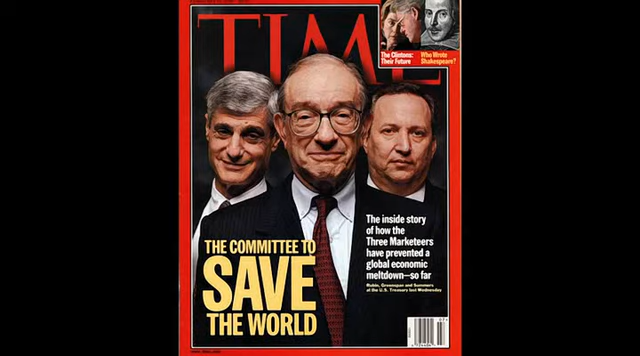 TIME
The Clintons:
Their Future
Who Wrote
Shakespeare?
THE COMMITTEE TO
SAVE
THE WORLD
The inside story
of how the
Three Marketeers
have prevented a
global economic
meltdown—so far
Rubin, Greenspan and Summers
at the U.S. Treasury last Wednesday